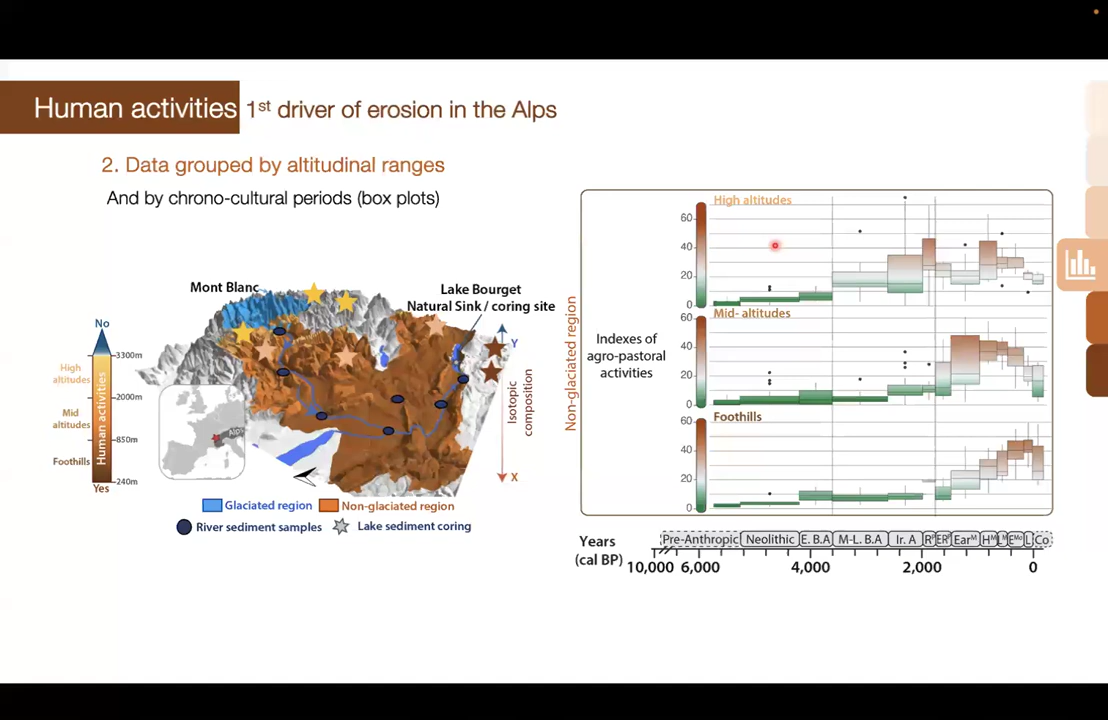 Human activities 1st driver of erosion in the Alps
2. Data grouped by altitudinal ranges
And by chrono-cultural periods (box plots)
Mont Blanc
Lake Bourget
Natural Sink / coring site
No
3300m
High
altitudes
2000m
Mid
altitudes
850m
Foothills
240m
Yes
Human activities
Alps
Y
Isotopic
composition
X
Glaciated region
Non-glaciated region
River sediment samples
Lake sediment coring
Non-glaciated region
Indexes of
agro-pastoral
activities
High altitudes
60
40
20
0
Mid- altitudes
60
40
20
0
Foothills
60
40
20
0
Years
(cal BP)
Pre-Anthropic
Neolithic
E. B.A
M-L. B.A
Ir. A
Ear M
10,000
6,000
4,000
2,000
0